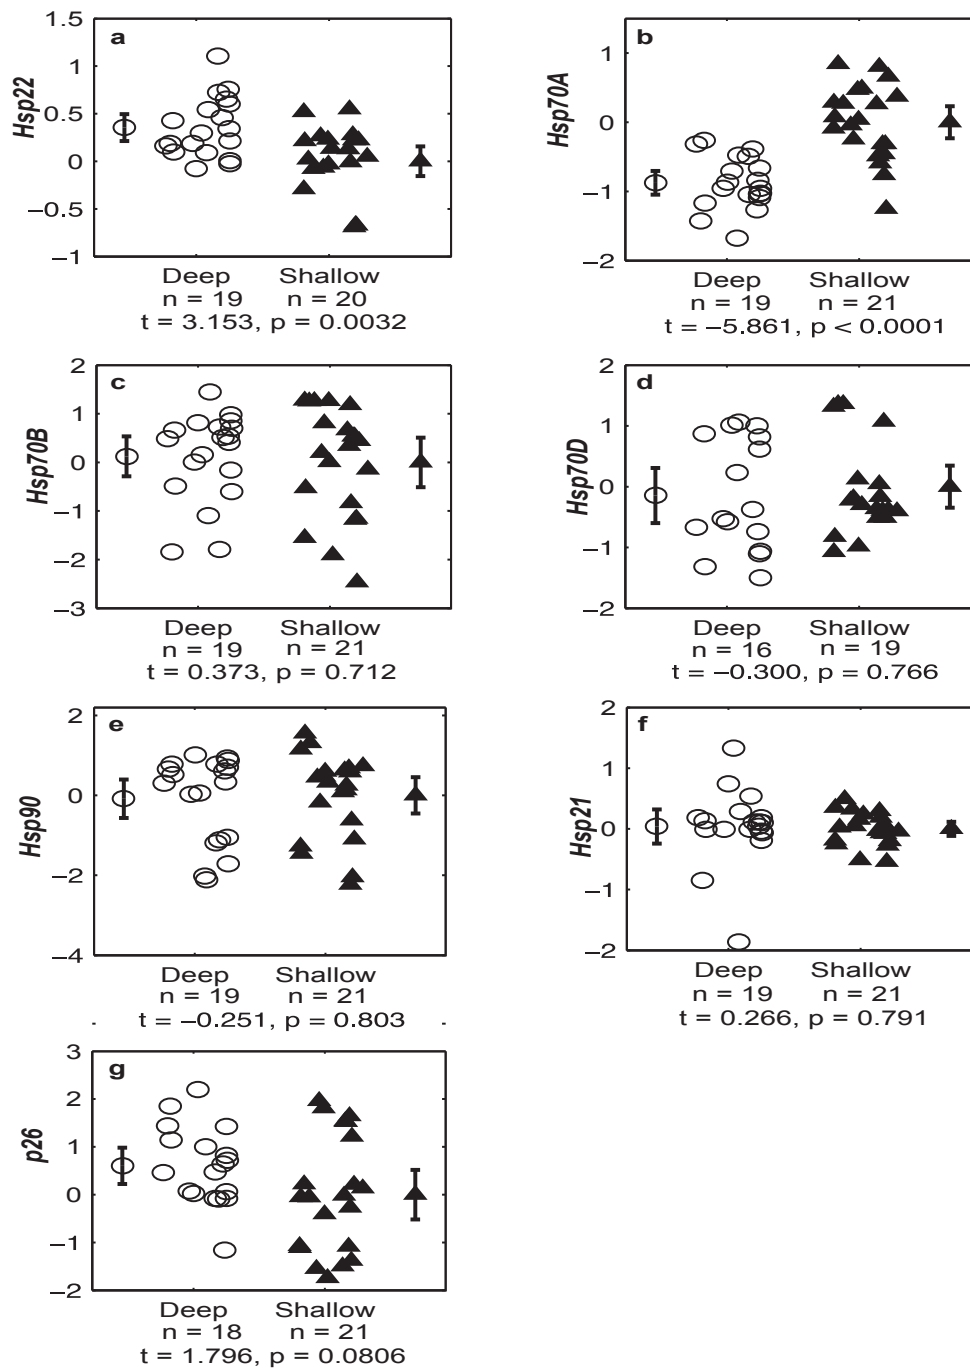 a
Hsp22
1.5
1
0.5
0
−0.5
−1
Deep Shallow
n = 19 n = 20
t = 3.153, p = 0.0032
b
Hsp70A
1
0
−1
−2
Deep Shallow
n = 19 n = 21
t = −5.861, p < 0.0001
c
Hsp70B
2
1
0
−1
−2
−3
Deep Shallow
n = 19 n = 21
t = 0.373, p = 0.712
d
Hsp70D
2
1
0
−1
−2
Deep Shallow
n = 16 n = 19
t = −0.300, p = 0.766
e
Hsp90
2
0
−2
−4
Deep Shallow
n = 19 n = 21
t = −0.251, p = 0.803
f
Hsp21
2
1
0
−1
−2
Deep Shallow
n = 19 n = 21
t = 0.266, p = 0.791
g
p26
3
2
1
0
−1
−2
Deep Shallow
n = 18 n = 21
t = 1.796, p = 0.0806